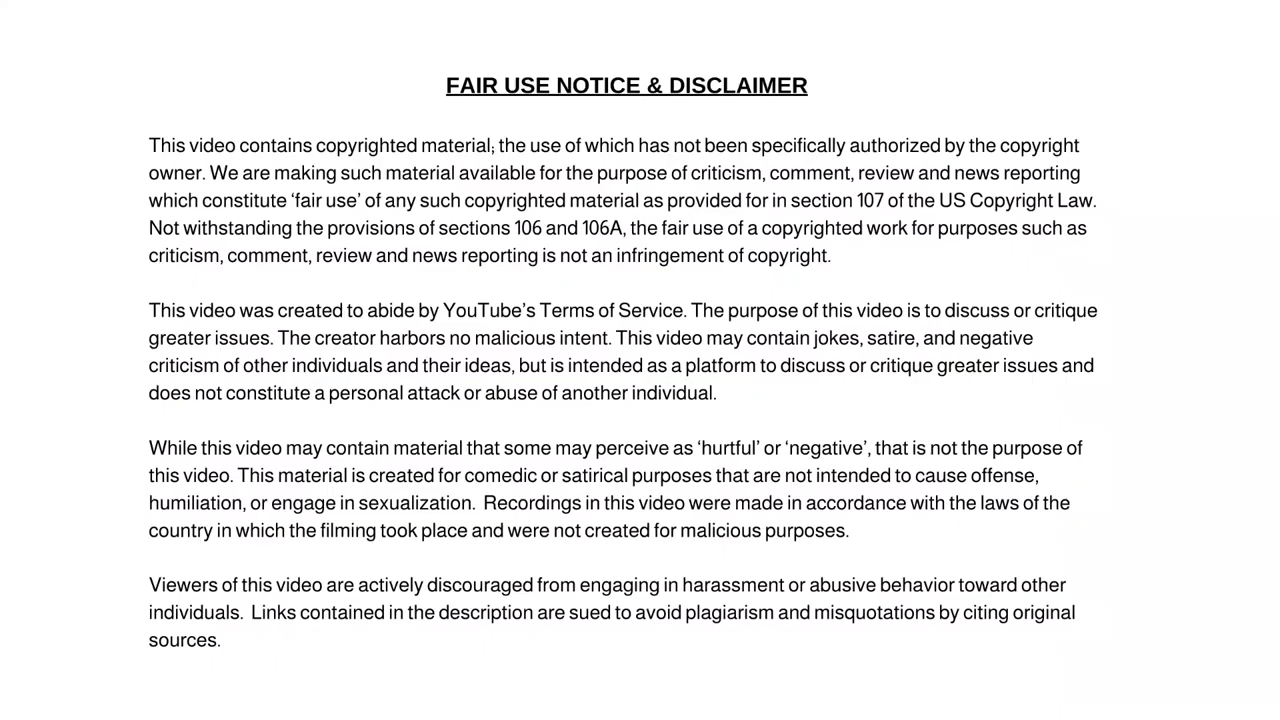 FAIR USE NOTICE & DISCLAIMER
This video contains copyrighted material; the use of which has not been specifically authorized by the copyright
owner. We are making such material available for the purpose of criticism, comment, review and news reporting
which constitute ‘fair use’ of any such copyrighted material as provided for in section 107 of the US Copyright Law.
Not withstanding the provisions of sections 106 and 106A, the fair use of a copyrighted work for purposes such as
criticism, comment, review and news reporting is not an infringement of copyright.
This video was created to abide by YouTube’s Terms of Service. The purpose of this video is to discuss or critique
greater issues. The creator harbors no malicious intent. This video may contain jokes, satire, and negative
criticism of other individuals and their ideas, but is intended as a platform to discuss or critique greater issues and
does not constitute a personal attack or abuse of another individual.
While this video may contain material that some may perceive as ‘hurtful’ or ‘negative’, that is not the purpose of
this video. This material is created for comedic or satirical purposes that are not intended to cause offense,
humiliation, or engage in sexualization.  Recordings in this video were made in accordance with the laws of the
country in which the filming took place and were not created for malicious purposes.
Viewers of this video are actively discouraged from engaging in harassment or abusive behavior toward other
individuals.  Links contained in the description are sued to avoid plagiarism and misquotations by citing original
sources.